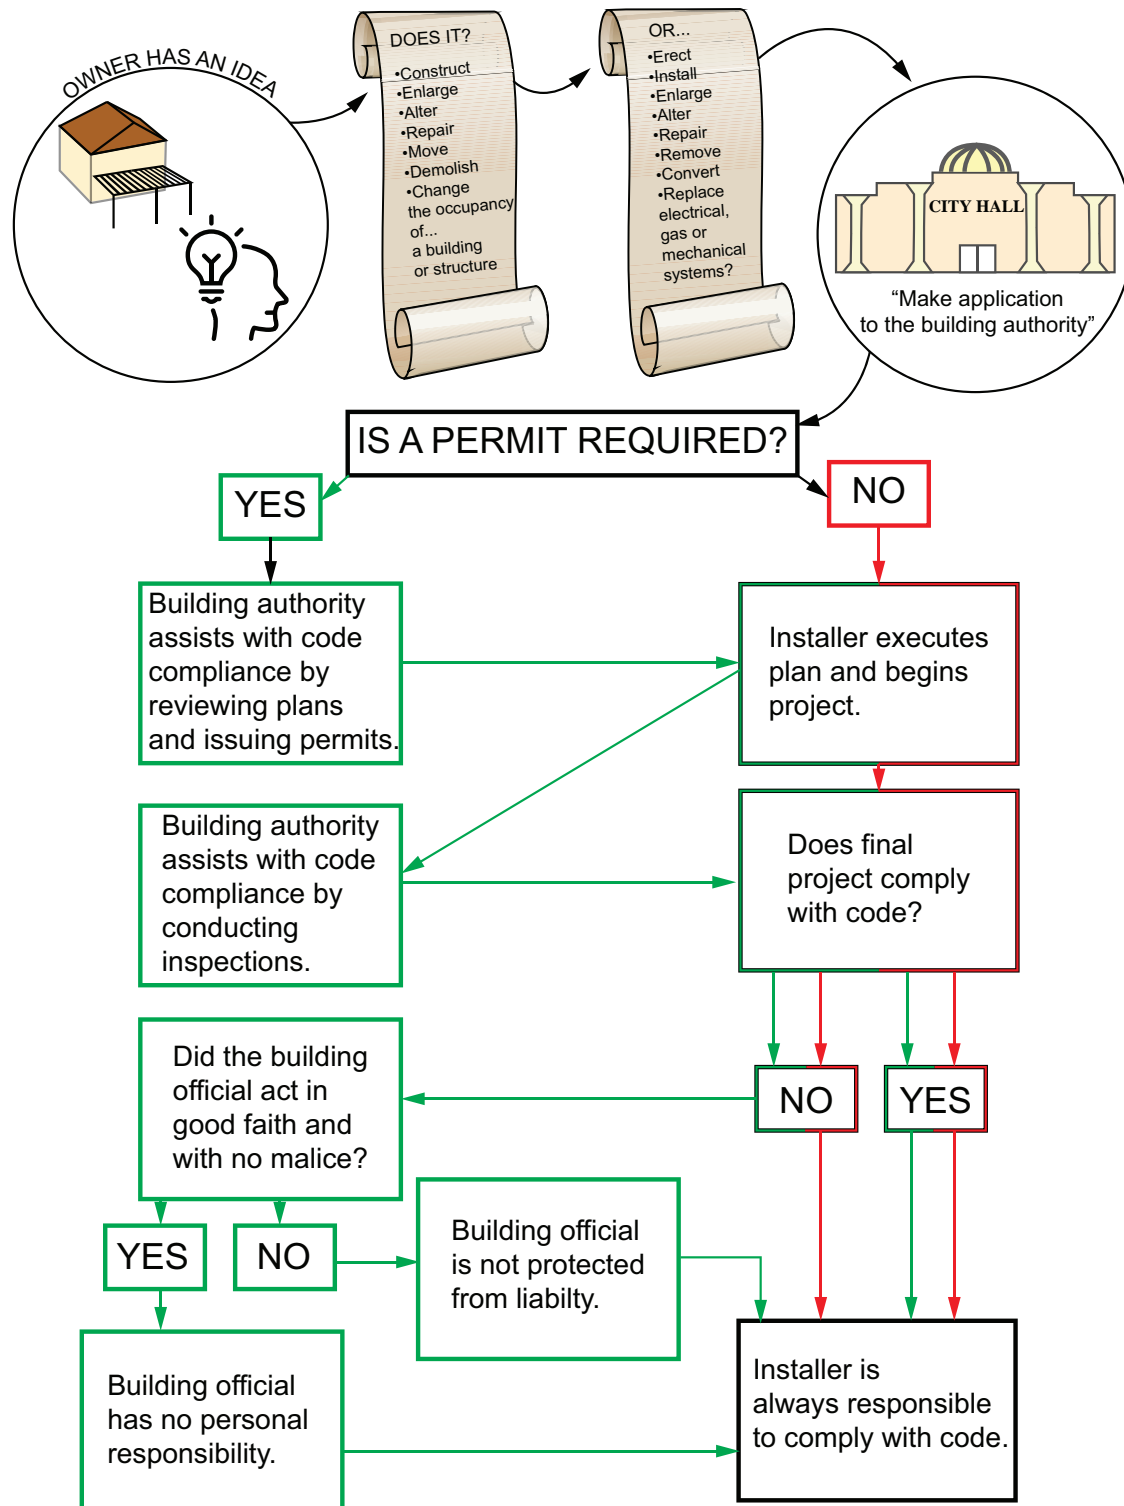 OWNER HAS AN IDEA
DOES IT?
•Construct
•Enlarge
•Alter
•Repair
•Move
•Demolish
•Change
the occupancy
of...
a building
or structure
OR...
•Erect
•Install
•Enlarge
•Alter
•Repair
•Remove
•Convert
•Replace
electrical,
gas or
mechanical
systems?
CITY HALL
“Make application
to the building authority”
IS A PERMIT REQUIRED?
YES
NO
Building authority
assists with code
compliance by
reviewing plans
and issuing permits.
Installer executes
plan and begins
project.
Building authority
assists with code
compliance by
conducting
inspections.
Does final
project comply
with code?
NO
YES
Did the building
official act in
good faith and
with no malice?
YES
NO
Building official
is not protected
from liabilty.
Building official
has no personal
responsibility.
Installer is
always responsible
to comply with code.